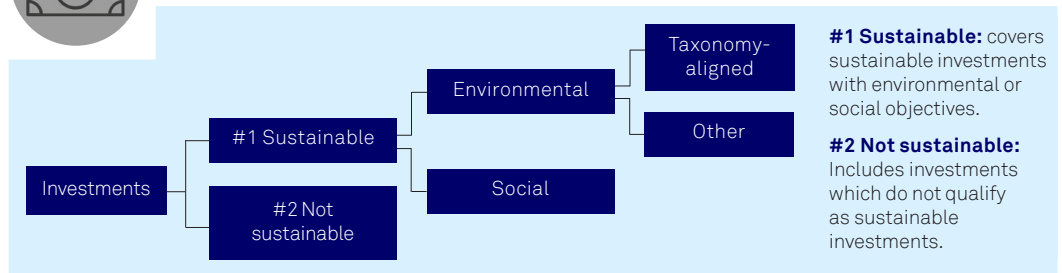 Investments
#1 Sustainable
#2 Not
sustainable
Environmental
Social
Taxonomy-
aligned
Other
#1 Sustainable: covers
sustainable investments
with environmental or
social objectives.
#2 Not sustainable:
Includes investments
which do not qualify
as sustainable
investments.